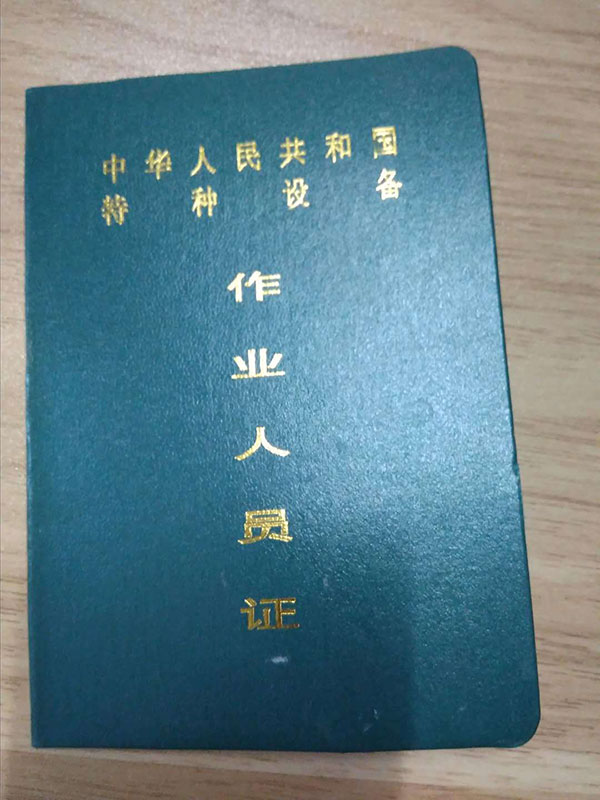 中华人民共和国
特种设备
作业人员证